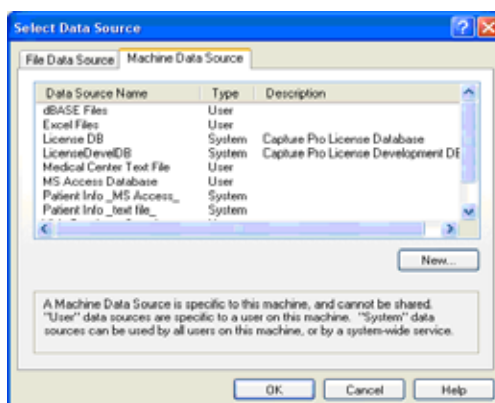 Select Data Source
File Data Source Machine Data Source
Data Source Name Type Description
dBASE Files User
Excel Files User
License DB System Capture Pro License Database
LicenseDevelDB System Capture Pro License Development DE
Medical Center Text File User
MS Access Database User
Patient Info _MS Access_ System
Patient Info _text file_ System
New...
A Machine Data Source is specific to this machine, and cannot be shared.
"User" data sources are specific to a user on this machine. "System" data
sources can be used by all users on this machine, or by a system-wide service.
OK Cancel Help